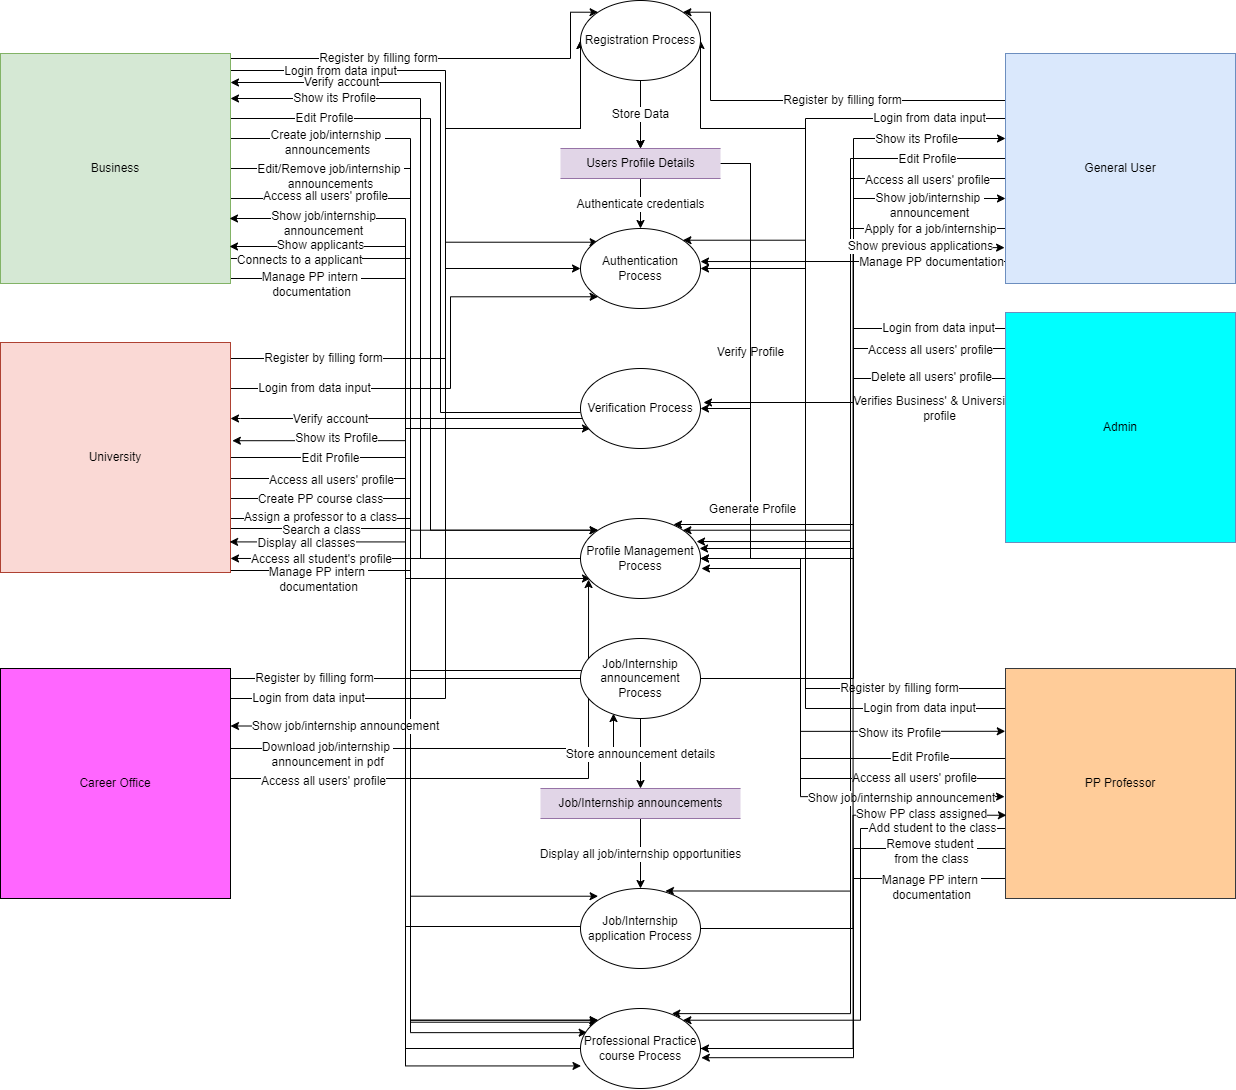 Registration Process
Store Data
Users Profile Details
Authenticate credentials
Authentication
Process
Verify Profile
Verification Process
Generate Profile
Profile Management
Process
Job/Internship
announcement
Process
Store announcement details
Job/Internship announcements
Display all job/internship opportunities
Job/Internship
application Process
Professional Practice
course Process
Business
Register by filling form
Login from data input
Verify account
Show its Profile
Edit Profile
Create job/internship
announcements
Edit/Remove job/internship
announcements
Access all users' profile
Show job/internship
announcement
Show applicants
Connects to a applicant
Manage PP intern
documentation
University
Register by filling form
Login from data input
Verify account
Show its Profile
Edit Profile
Access all users' profile
Create PP course class
Assign a professor to a class
Search a class
Display all classes
Access all student's profile
Manage PP intern
documentation
Career Office
Register by filling form
Login from data input
Show job/internship announcement
Download job/internship
announcement in pdf
Access all users' profile
General User
Register by filling form
Login from data input
Show its Profile
Edit Profile
Access all users' profile
Show job/internship
announcement
Apply for a job/internship
Show previous applications
Manage PP documentation
Admin
Login from data input
Access all users' profile
Delete all users' profile
Verifies Business' & Universi
profile
PP Professor
Register by filling form
Login from data input
Show its Profile
Edit Profile
Access all users' profile
Show job/internship announcement
Show PP class assigned
Add student to the class
Remove student
from the class
Manage PP intern
documentation